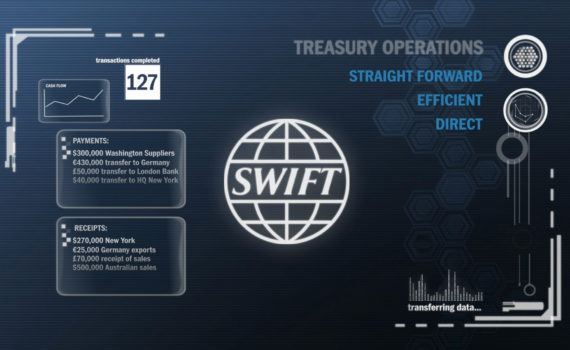 transactions completed
127
CASH FLOW
PAYMENTS:
$300,000 Washington Suppliers
€430,000 transfer to Germany
£50,000 transfer to London Bank
$40,000 transfer to HQ New York
RECEIPTS:
$270,000 New York
€25,000 Germany exports
£70,000 receipt of sales
$500,000 Australian sales
SWIFT
TREASURY OPERATIONS
STRAIGHT FORWARD
EFFICIENT
DIRECT
transferring data...